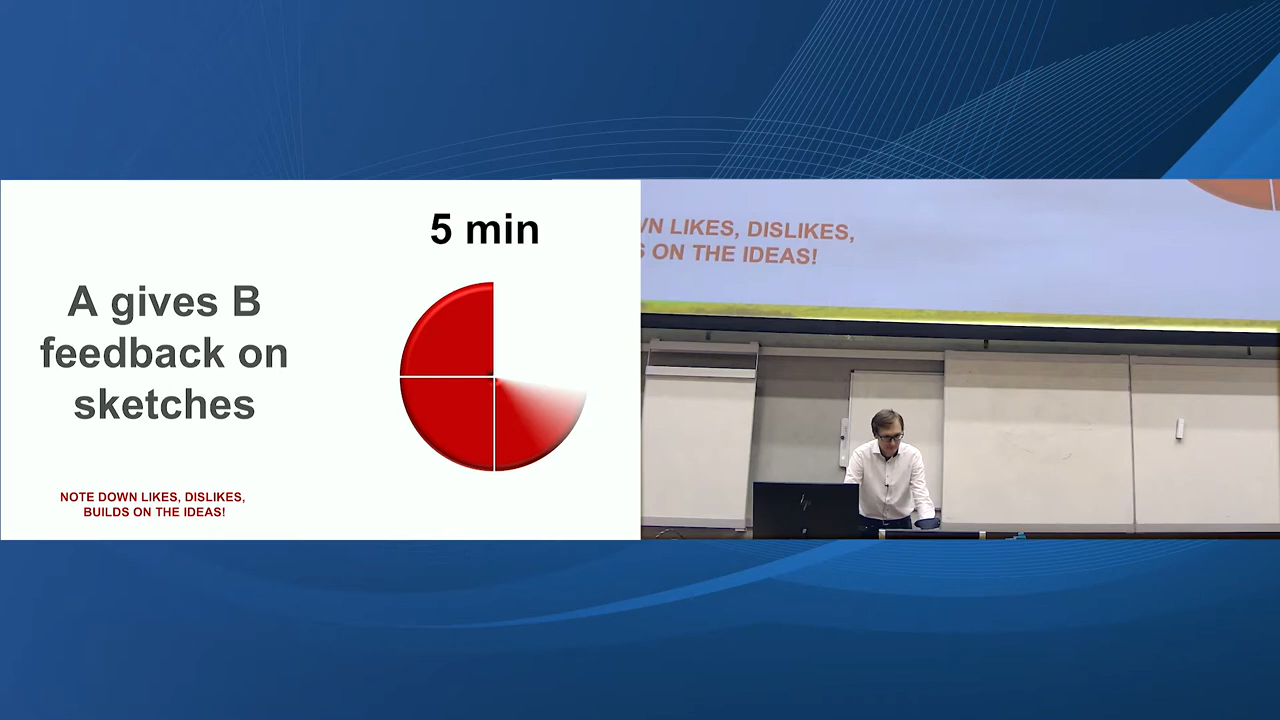 5 min
A gives B
feedback on
sketches
NOTE DOWN LIKES, DISLIKES,
BUILDS ON THE IDEAS!
LIKES, DISLIKES,
ON THE IDEAS!
hp